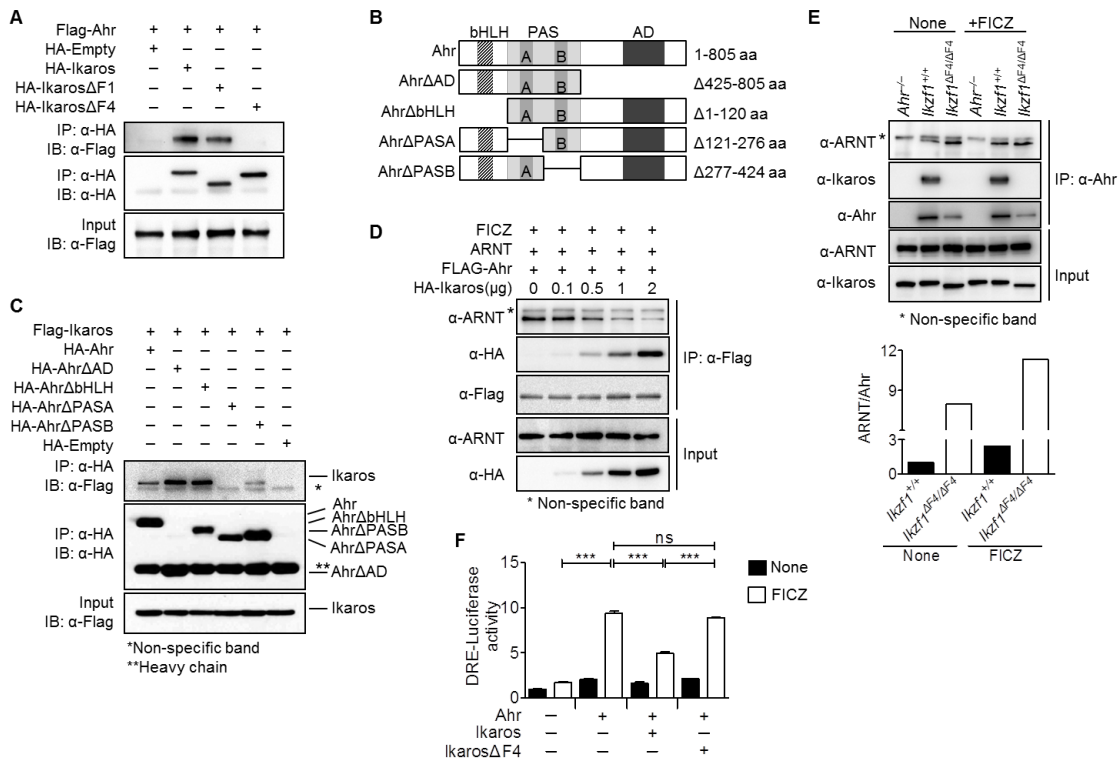 A
Flag-Ahr + + + +
HA-Empty + – – –
HA-Ikaros – + – –
HA-IkarosΔF1 – – + –
HA-IkarosΔF4 – – – +
IP: α-HA
IB: α-Flag
IP: α-HA
IB: α-HA
Input
IB: α-Flag
B
bHLH PAS AD
Ahr A B 1-805 aa
AhrΔAD A B Δ425-805 aa
AhrΔbHLH A B Δ1-120 aa
AhrΔPASA B Δ121-276 aa
AhrΔPASB A Δ277-424 aa
C
Flag-Ikaros + + + + + +
HA-Ahr + – – – – –
HA-AhrΔAD – + – – – –
HA-AhrΔbHLH – – + – – –
HA-AhrΔPASA – – – + – –
HA-AhrΔPASB – – – – + –
HA-Empty – – – – – +
IP: α-HA
IB: α-Flag
Ikaros
*
IP: α-HA
IB: α-HA
Ahr
AhrΔbHLH
AhrΔPASB
AhrΔPASA
**AhrΔAD
Input
IB: α-Flag
Ikaros
*Non-specific band
**Heavy chain
D
FICZ + + + + +
ARNT + + + + +
FLAG-Ahr + + + + +
HA-Ikaros(μg) 0 0.1 0.5 1 2
α-ARNT *
α-HA
α-Flag
IP: α-Flag
α-ARNT
α-HA
Input
* Non-specific band
E
None +FICZ
Ahr–/–
Ikzf1+/+
Ikzf1ΔF4/ΔF4
Ahr–/–
Ikzf1+/+
Ikzf1ΔF4/ΔF4
α-ARNT *
α-Ikaros
α-Ahr
IP: α-Ahr
α-ARNT
α-Ikaros
Input
* Non-specific band
ARNT/Ahr
12
9
3
0
Ikzf1+/+
Ikzf1ΔF4/ΔF4
Ikzf1+/+
Ikzf1ΔF4/ΔF4
None FICZ
F
ns
*** *** ***
DRE-Luciferase
activity
15
10
5
0
None
FICZ
Ahr – + + +
Ikaros – – + –
IkarosΔF4 – – – +